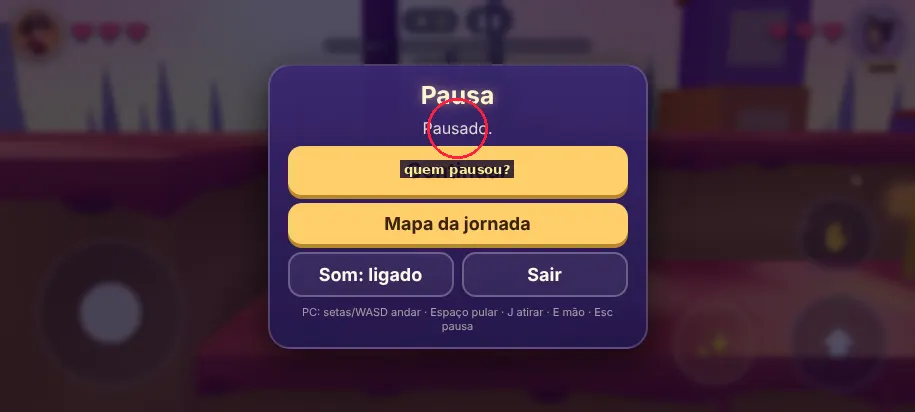 Pausa
Pausado.
quem pausou?
Mapa da jornada
Som: ligado
Sair
PC: setas/WASD andar · Espaço pular · J atirar · E mão · Esc
pausa